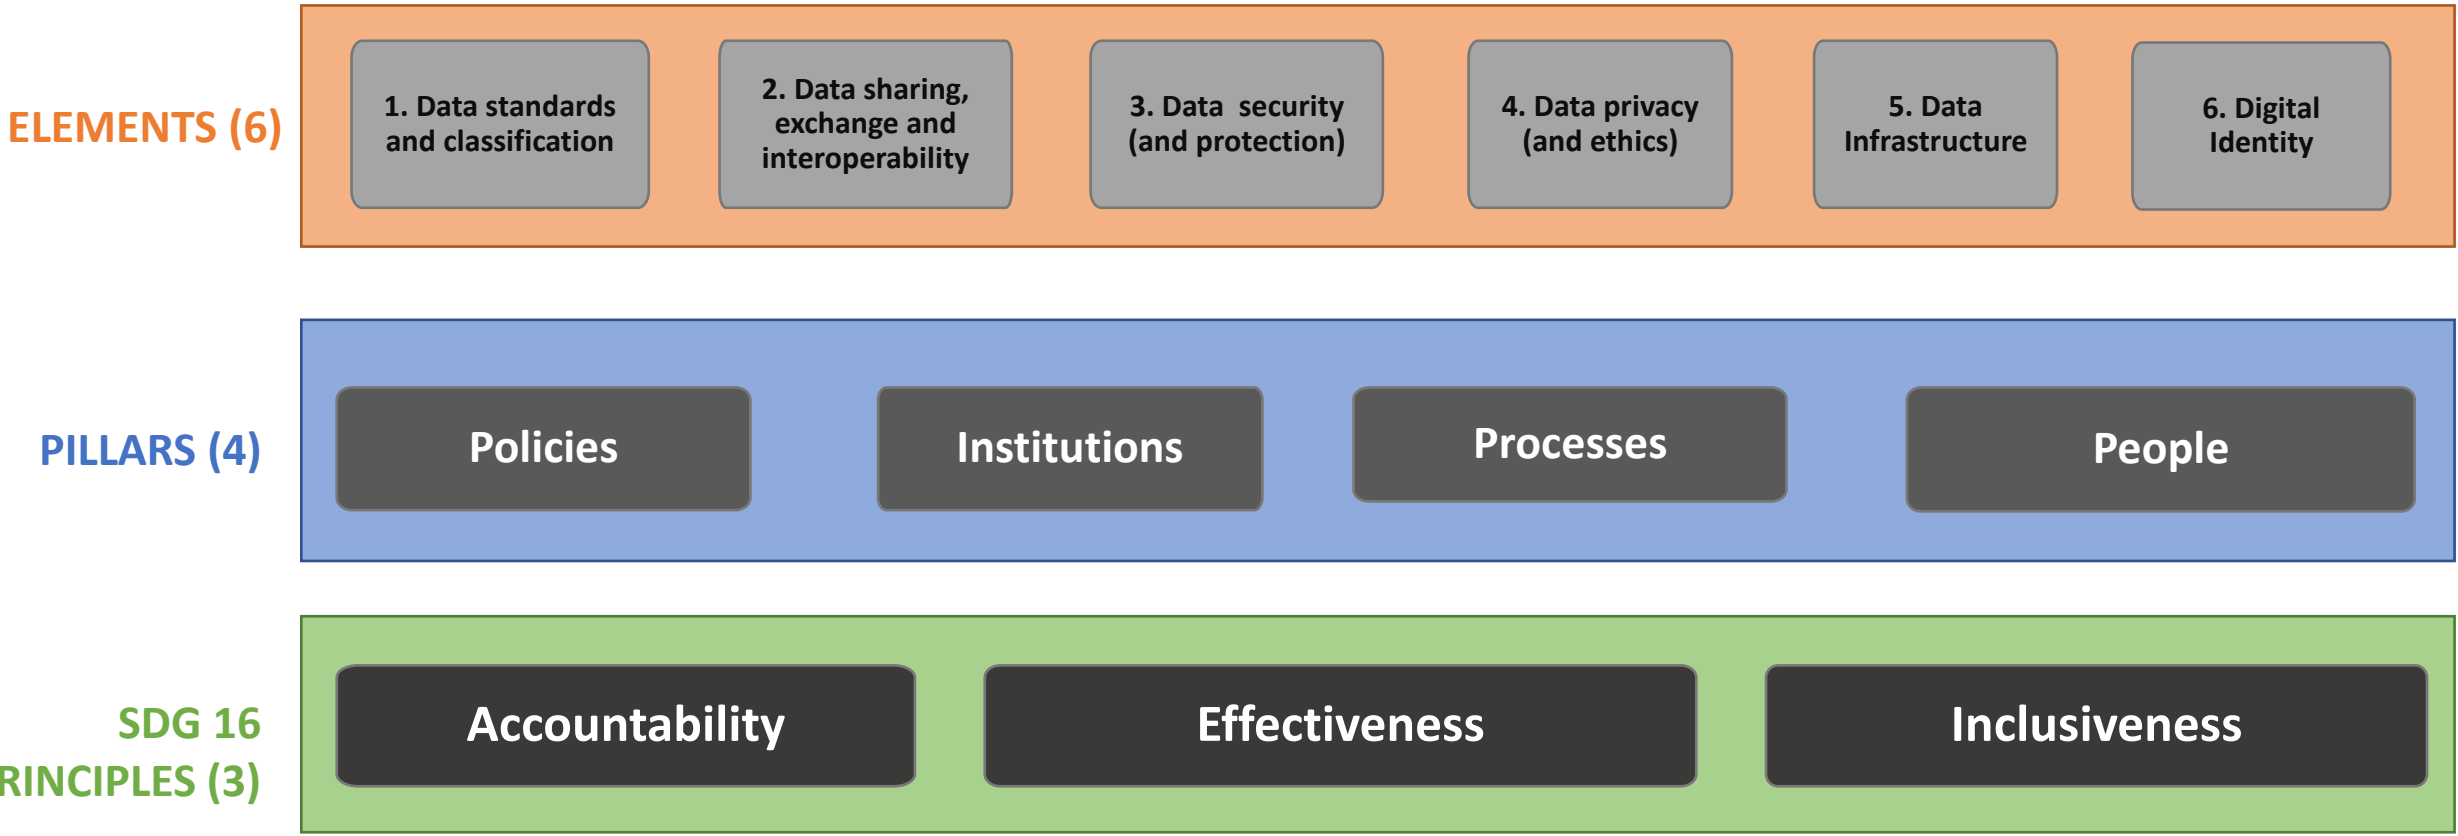 ELEMENTS (6)
1. Data standards
and classification
2. Data sharing,
exchange and
interoperability
3. Data  security
(and protection)
4. Data privacy
(and ethics)
5. Data
Infrastructure
6. Digital
Identity
PILLARS (4)
Policies
Institutions
Processes
People
SDG 16
RINCIPLES (3)
Accountability
Effectiveness
Inclusiveness